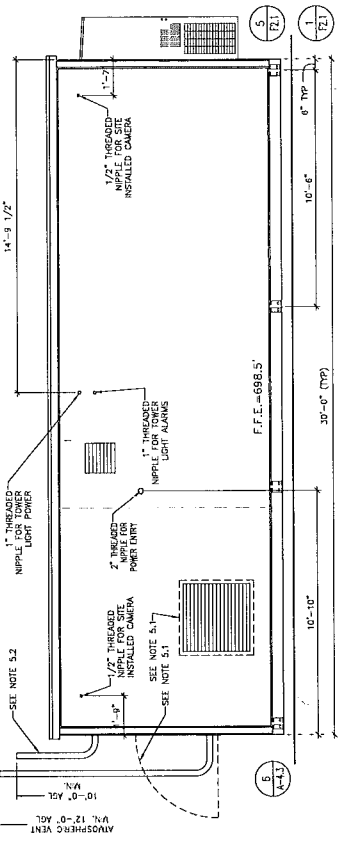 ATMOSPHERIC VENT
MIN. 12'-0" AGL
10'-0" AGL
MIN.
SEE NOTE 5.2
1" THREADED
NIPPLE FOR TOWER
LIGHT POWER
14'-9 1/2"
1'-7"
1/2" THREADED
NIPPLE FOR SITE
INSTALLED CAMERA
1" THREADED
NIPPLE FOR TOWER
LIGHT ALARMS
2" THREADED
NIPPLE FOR
POWER ENTRY
1/2" THREADED
NIPPLE FOR SITE
INSTALLED CAMERA
SEE NOTE 5.1
SEE NOTE 5.1
F.F.E.=698.5'
10'-10"
10'-6"
6" TYP
30'-0" (TYP)
5
F2.1
1
F2.1
A-4.3